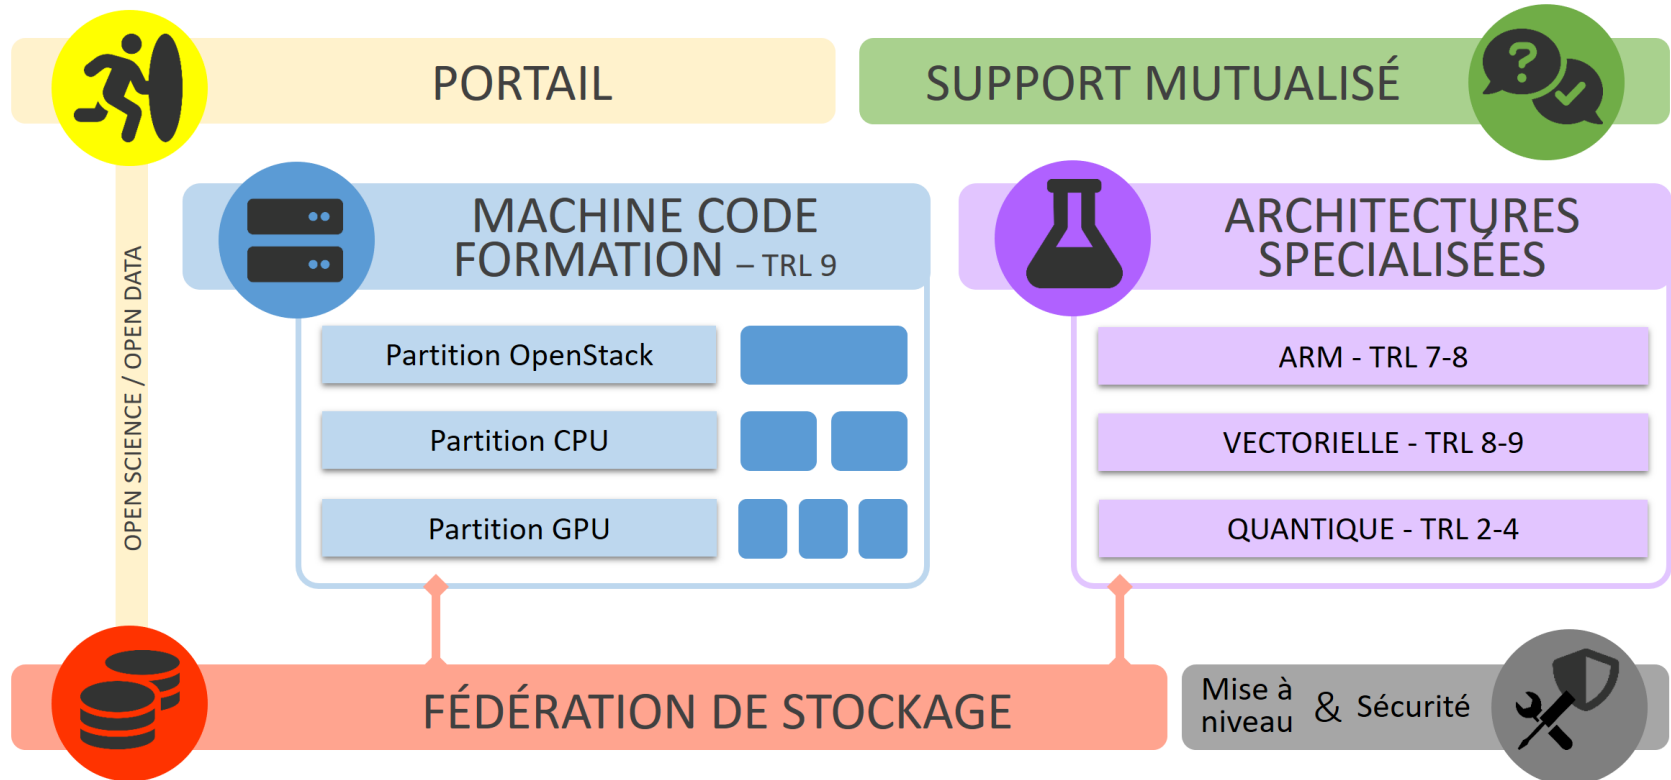 PORTAIL
SUPPORT MUTUALISÉ
?
MACHINE CODE
FORMATION – TRL 9
ARCHITECTURES
SPECIALISÉES
OPEN SCIENCE / OPEN DATA
Partition OpenStack
Partition CPU
Partition GPU
ARM - TRL 7-8
VECTORIELLE - TRL 8-9
QUANTIQUE - TRL 2-4
FÉDÉRATION DE STOCKAGE
Mise à
niveau & Sécurité